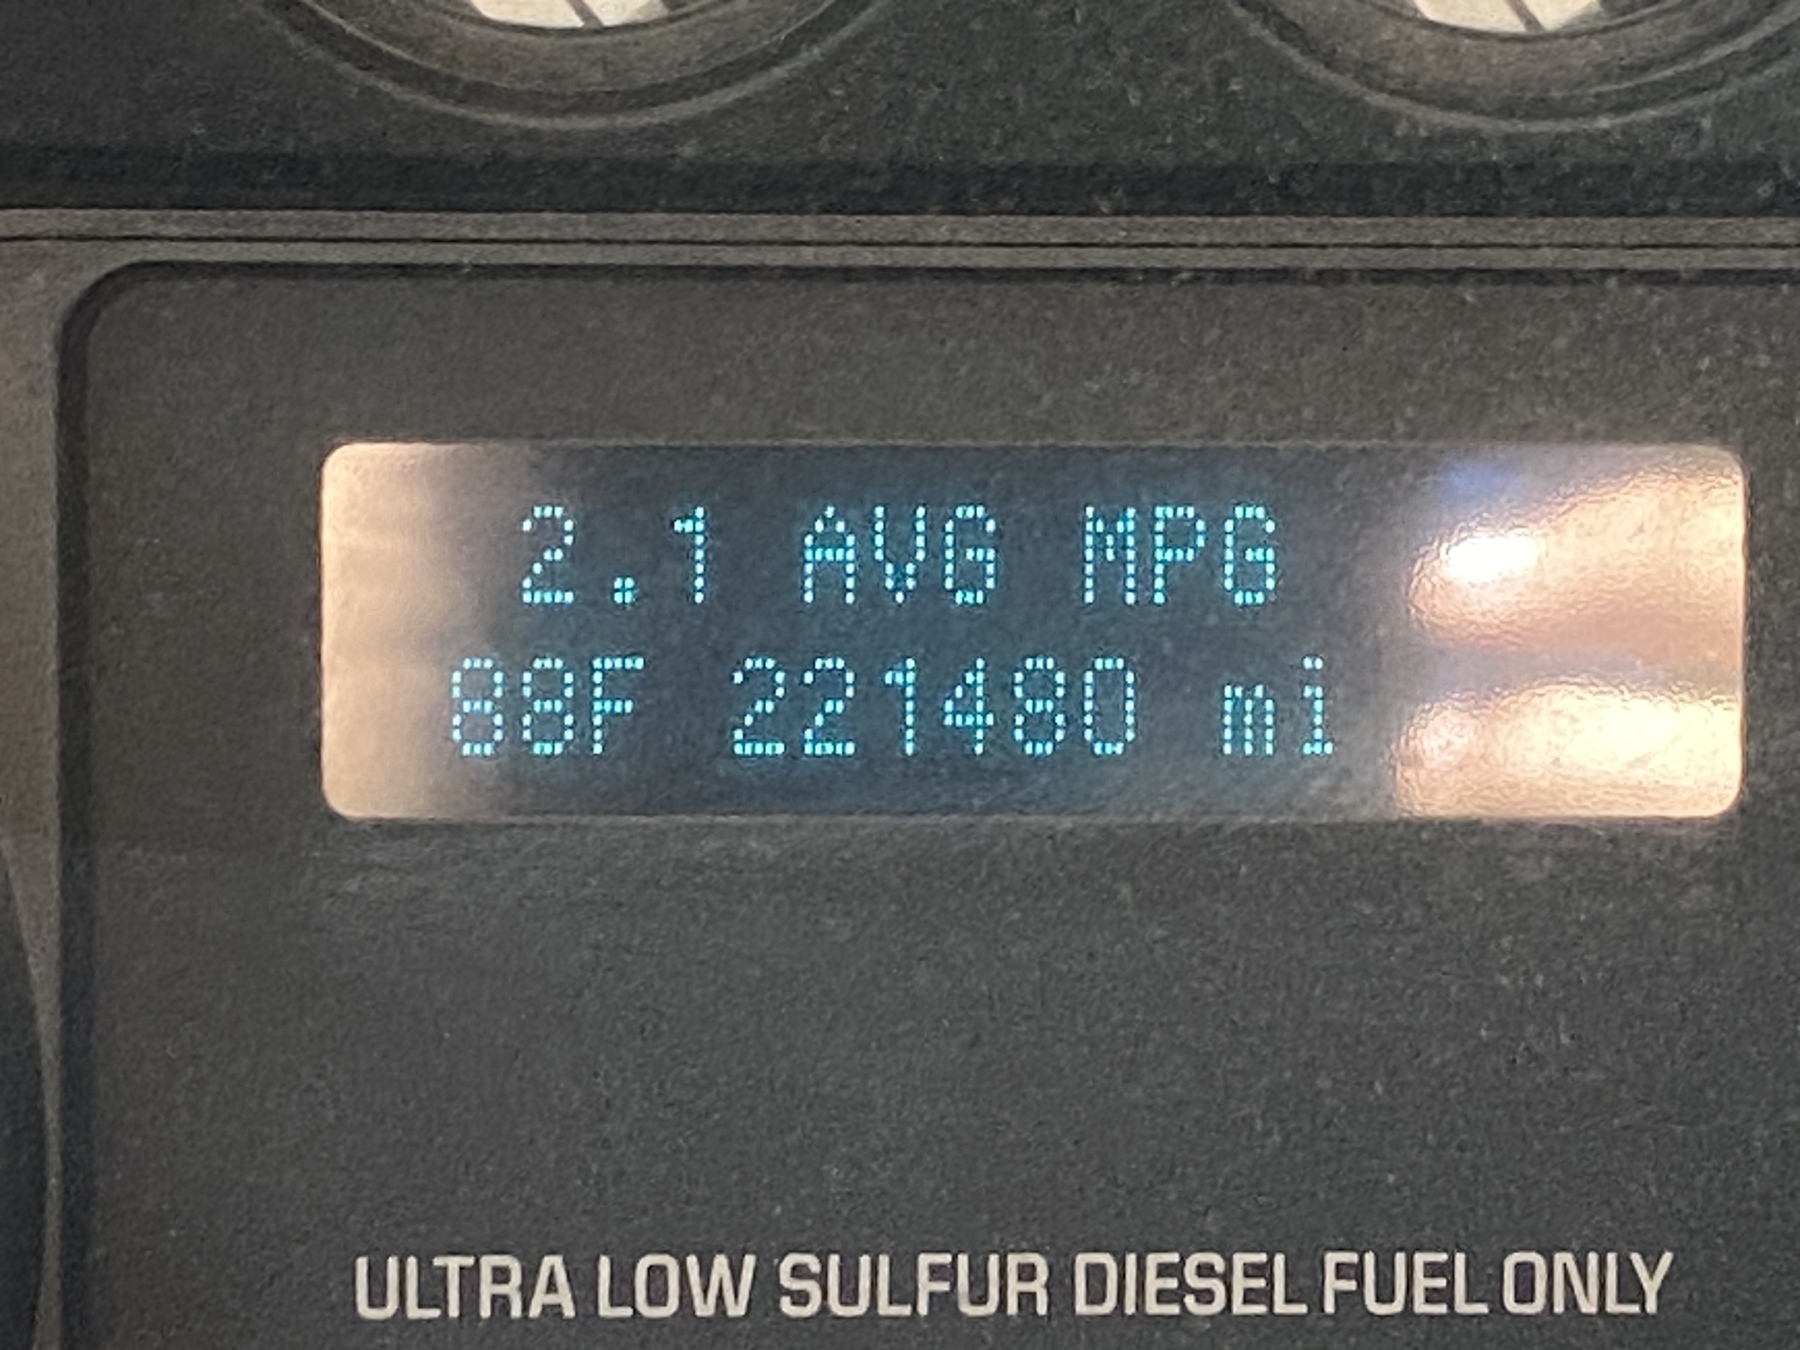 2.1 AVG MPG
88F 221480 mi
ULTRA LOW SULFUR DIESEL FUEL ONLY